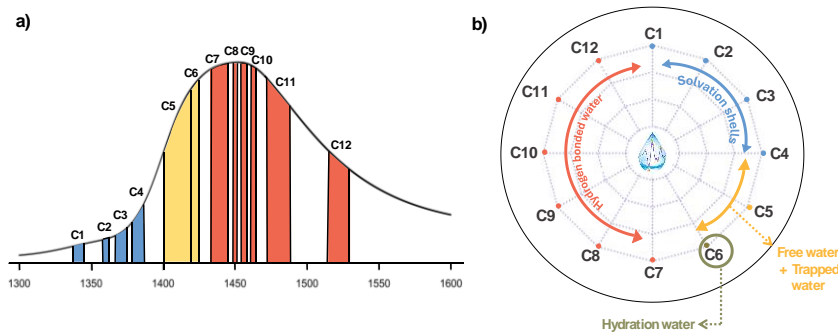 a)
C1
C2
C3
C4
C5
C6
C7
C8
C9
C10
C11
C12
1300
1350
1400
1450
1500
1550
1600
b)
C1
C2
C3
C4
C5
C6
C7
C8
C9
C10
C11
C12
Solvation shells
Hydrogen bonded water
Free water
+ Trapped
water
Hydration water